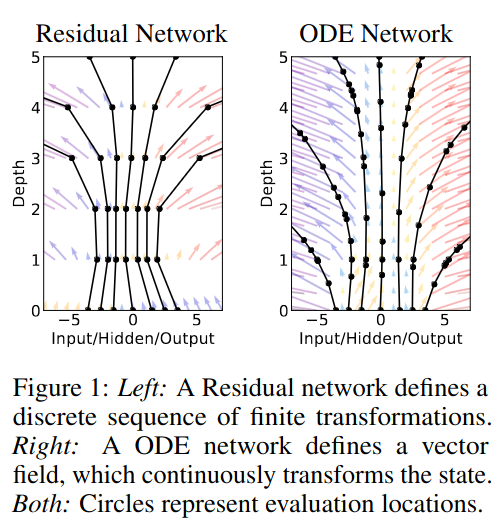 Residual Network
ODE Network
5
4
3
2
1
0
Depth
−5
0
5
Input/Hidden/Output
5
4
3
2
1
0
Depth
−5
0
5
Input/Hidden/Output
Figure 1: Left: A Residual network defines a
discrete sequence of finite transformations.
Right: A ODE network defines a vector
field, which continuously transforms the state.
Both: Circles represent evaluation locations.